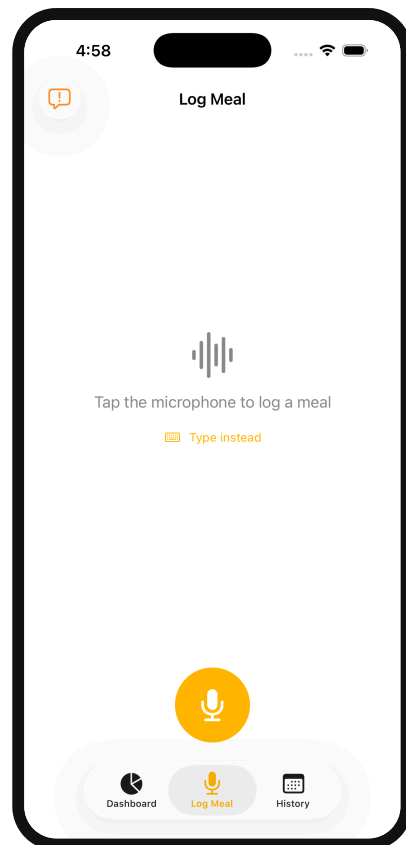 4:58
Log Meal
Tap the microphone to log a meal
Type instead
Dashboard
Log Meal
History